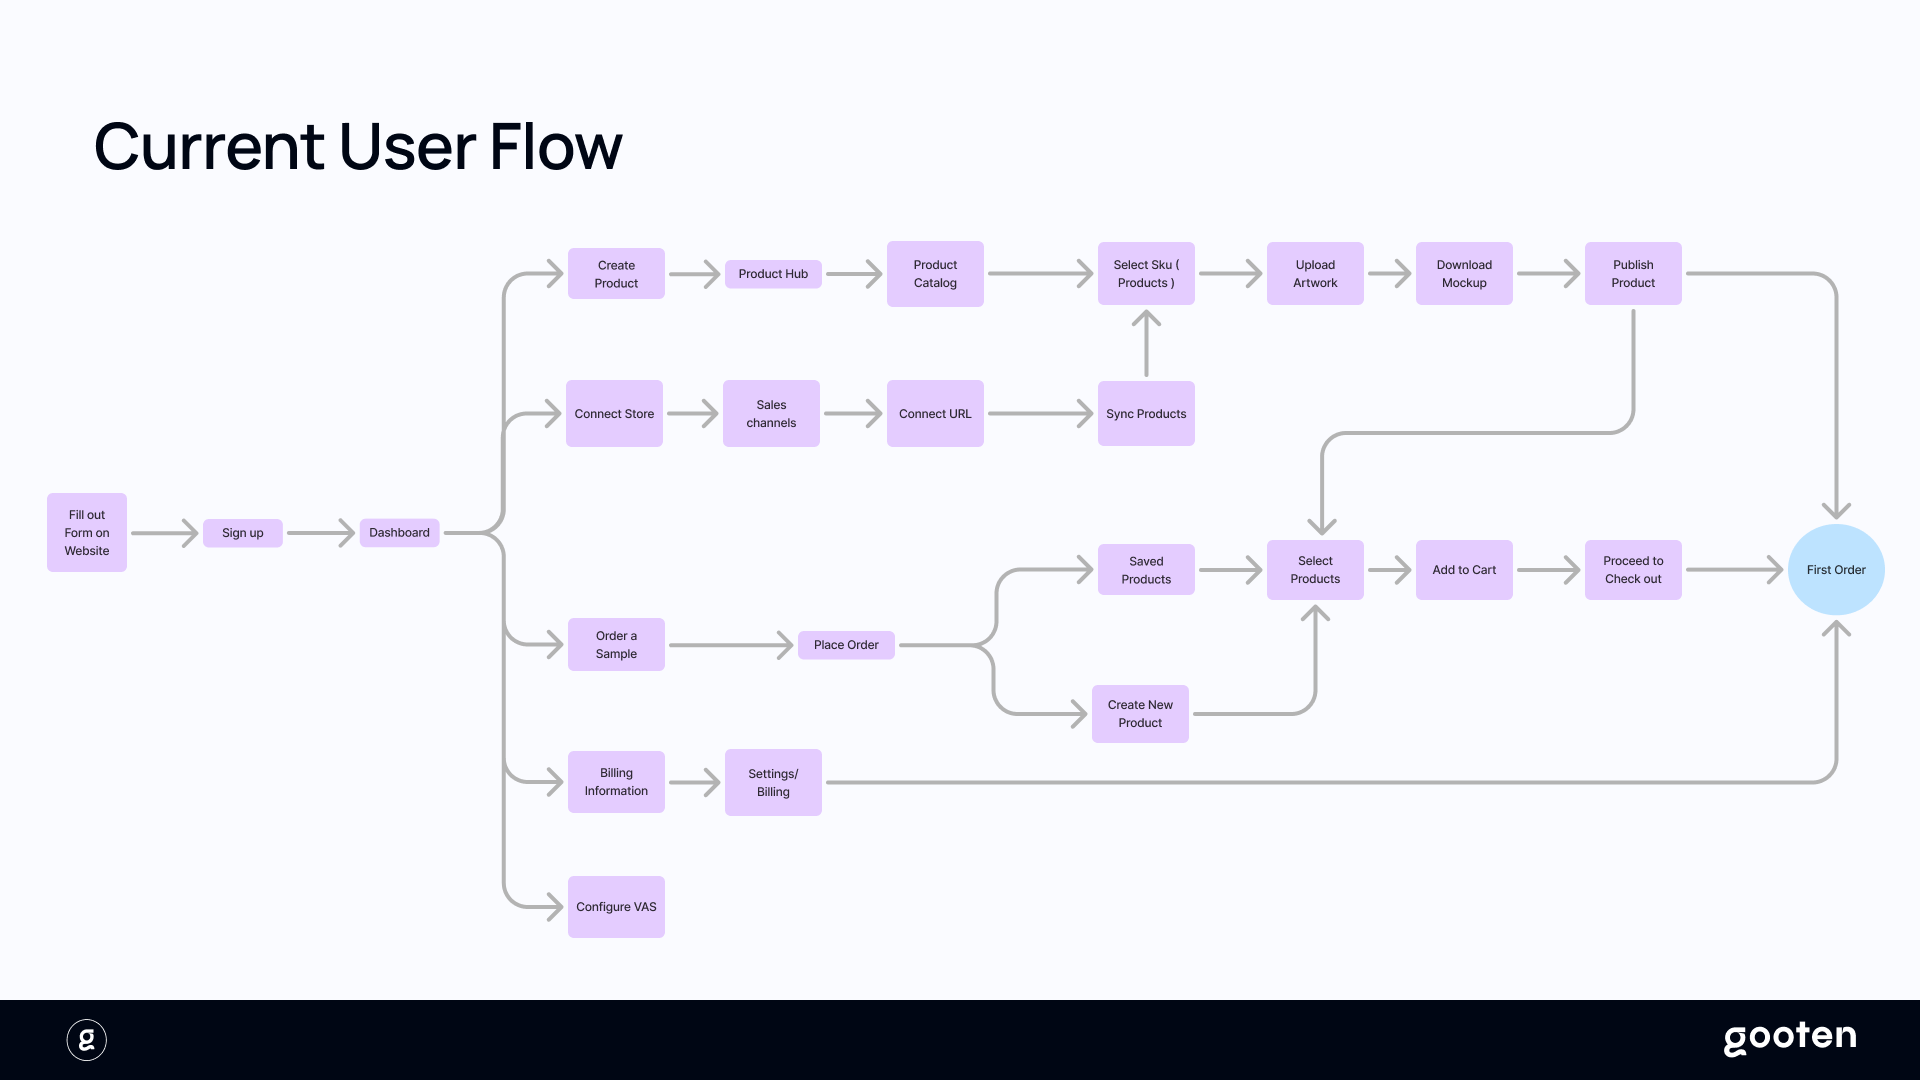 Current User Flow
Create
Product
Product Hub
Product
Catalog
Select Sku (
Products )
Upload
Artwork
Download
Mockup
Publish
Product
Connect Store
Sales
channels
Connect URL
Sync Products
Fill out
Form on
Website
Sign up
Dashboard
Saved
Products
Select
Products
Add to Cart
Proceed to
Check out
First Order
Order a
Sample
Place Order
Create New
Product
Billing
Information
Settings/
Billing
Configure VAS
g
gooten